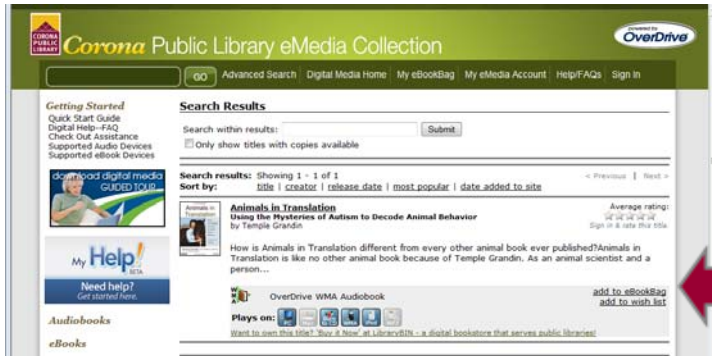 CORONA
PUBLIC
LIBRARY
Corona Public Library eMedia Collection
powered by
OverDrive
GO Advanced Search Digital Media Home My eBookBag My eMedia Account Help/FAQs Sign In
Getting Started
Quick Start Guide
Digital Help--FAQ
Check Out Assistance
Supported Audio Devices
Supported eBook Devices
download digital media
GUIDED TOUR
My Help!
BETA
Need help?
Get started here.
Audiobooks
eBooks
Search Results
Search within results: Submit
Only show titles with copies available
Search results: Showing 1 - 1 of 1 < Previous | Next >
Sort by: title | creator | release date | most popular | date added to site
Animals in Translation
Average rating:
Using the Mysteries of Autism to Decode Animal Behavior
by Temple Grandin
Sign in & rate this title
How is Animals in Translation different from every other animal book ever published?Animals in
Translation is like no other animal book because of Temple Grandin. As an animal scientist and a
person...
WMA OverDrive WMA Audiobook
add to eBookBag
add to wish list
Plays on:
Want to own this title? 'Buy it Now' at LibraryBIN - a digital bookstore that serves public libraries!